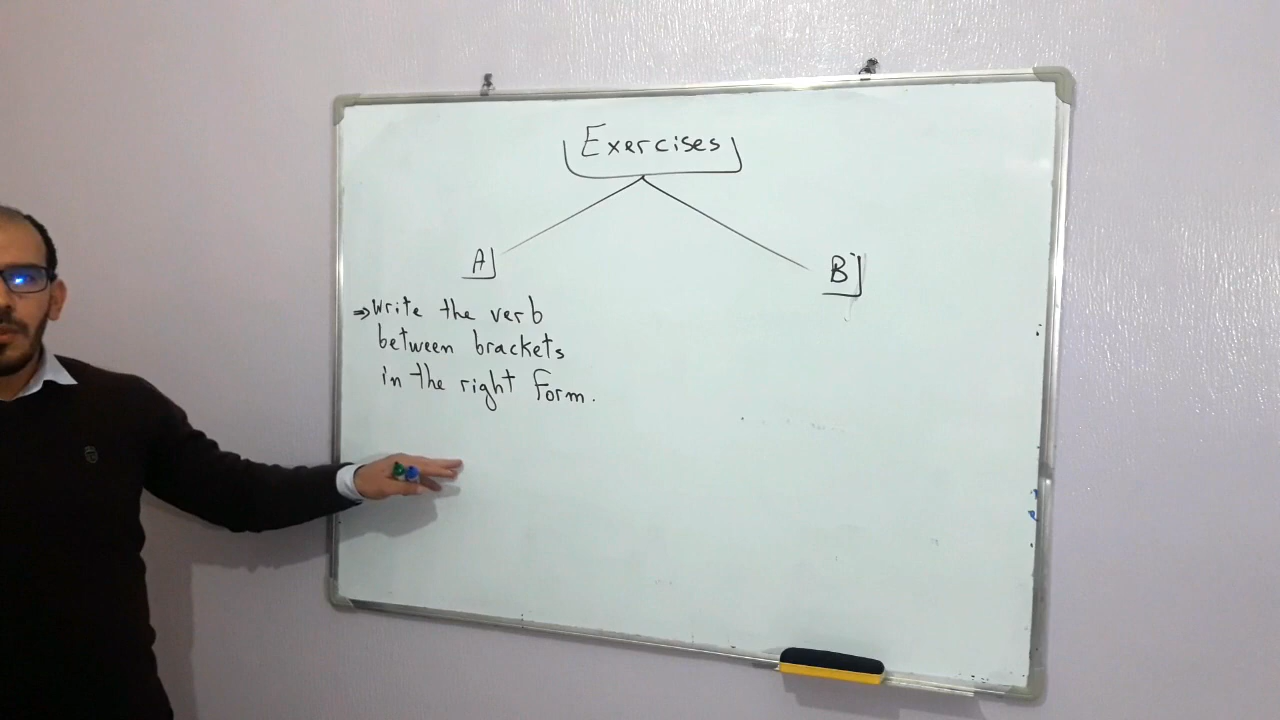 Exercises
A
B
⇒ Write the verb
between brackets
in the right form.